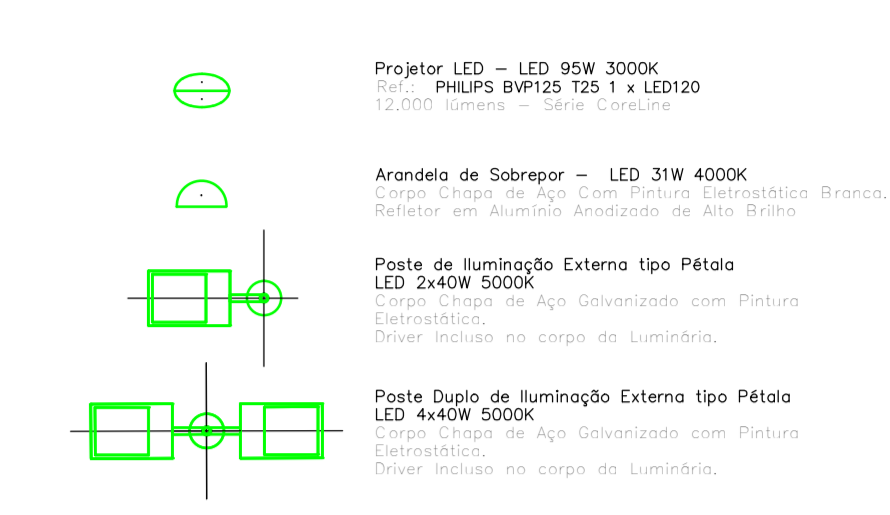 Projetor LED – LED 95W 3000K
Ref.: PHILIPS BVP125 T25 1 x LED120
12.000 lúmens – Série CoreLine
Arandela de Sobrepor – LED 31W 4000K
Corpo Chapa de Aço Com Pintura Eletrostática Branca.
Refletor em Alumínio Anodizado de Alto Brilho
Poste de Iluminação Externa tipo Pétala
LED 2x40W 5000K
Corpo Chapa de Aço Galvanizado com Pintura
Eletrostática.
Driver Incluso no corpo da Luminária.
Poste Duplo de Iluminação Externa tipo Pétala
LED 4x40W 5000K
Corpo Chapa de Aço Galvanizado com Pintura
Eletrostática.
Driver Incluso no corpo da Luminária.